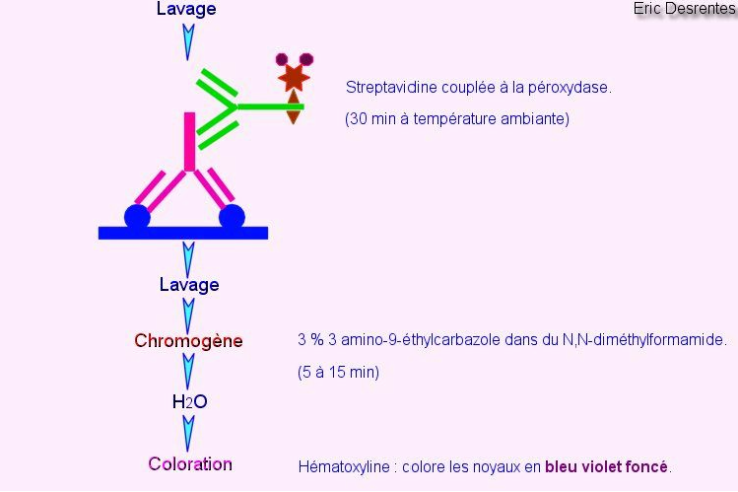 Eric Desrentes
Lavage
Streptavidine couplée à la péroxydase.
(30 min à température ambiante)
Lavage
Chromogène
3 % 3 amino-9-éthylcarbazole dans du N,N-diméthylformamide.
(5 à 15 min)
H2O
Coloration
Hématoxyline : colore les noyaux en bleu violet foncé.